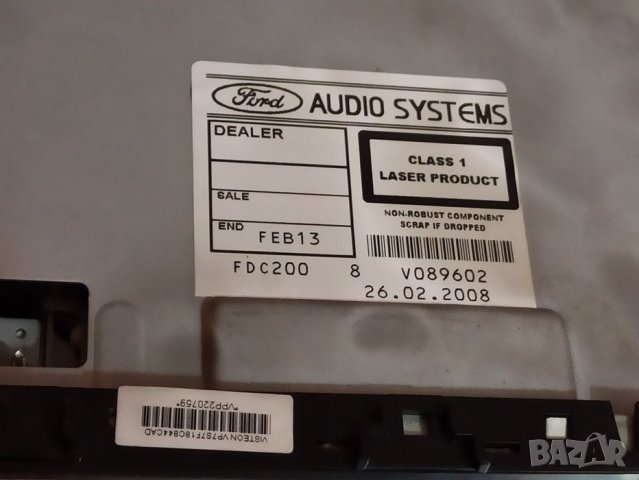 Ford AUDIO SYSTEMS
DEALER
CLASS 1
LASER PRODUCT
SALE
NON-ROBUST COMPONENT
SCRAP IF DROPPED
END FEB13
FDC200 8 V089602
26.02.2008
*VPP220759*
VISTEON VP7B7F18C844CAD
BAZAR